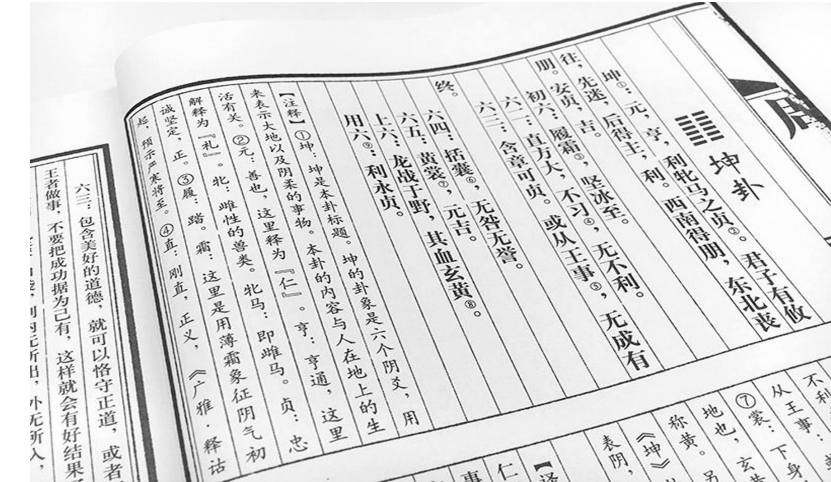 坤卦
坤①：元，亨，利牝马之贞②。君子有攸
往，先迷，后得主，利。西南得朋，东北丧
朋。安贞，吉。
初六：履霜③，坚冰至。
六二：直方大，不习④，无不利。
六三：含章可贞。或从王事⑤，无成有
终。
六四：括囊⑥，无咎无誉。
六五：黄裳⑦，元吉。
上六：龙战于野，其血玄黄⑧。
用六⑨：利永贞。
【注释】①坤：坤是本卦标题。坤的卦象是六个阴爻，用
来表示大地以及阴柔的事物。本卦的内容与人在地上的生
活有关。②元：善也，这里释为『仁』。亨：亨通，这里
解释为『礼』。牝：雌性的兽类。牝马：即雌马。贞：忠
诚坚定，正。③履：踏。霜：这里是用薄霜象征阴气初
起，预示严寒将至。④直：刚直，正义，《广雅·释诂
不利
从王事：
⑦裳：下身
地也，玄
称黄。另
《坤》
表阴，
【译
仁
事
六三：包含美好的道德，就可以恪守正道，或者
王者做事，不要把成功据为己有，这样就会有好结果
外无所入，